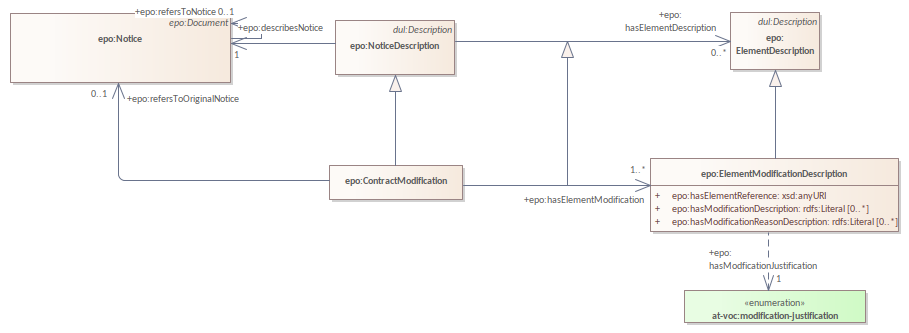 +epo:refersToNotice 0..1
epo:Document
epo:Notice
+epo:describesNotice
1
dul:Description
epo:NoticeDescription
+epo:
hasElementDescription
0..*
dul:Description
epo:
ElementDescription
0..1
+epo:refersToOriginalNotice
epo:ContractModification
1..*
+epo:hasElementModification
epo:ElementModificationDescription
+ epo:hasElementReference: xsd:anyURI
+ epo:hasModificationDescription: rdfs:Literal [0..*]
+ epo:hasModificationReasonDescription: rdfs:Literal [0..*]
+epo:
hasModficationJustification
1
«enumeration»
at-voc:modification-justification